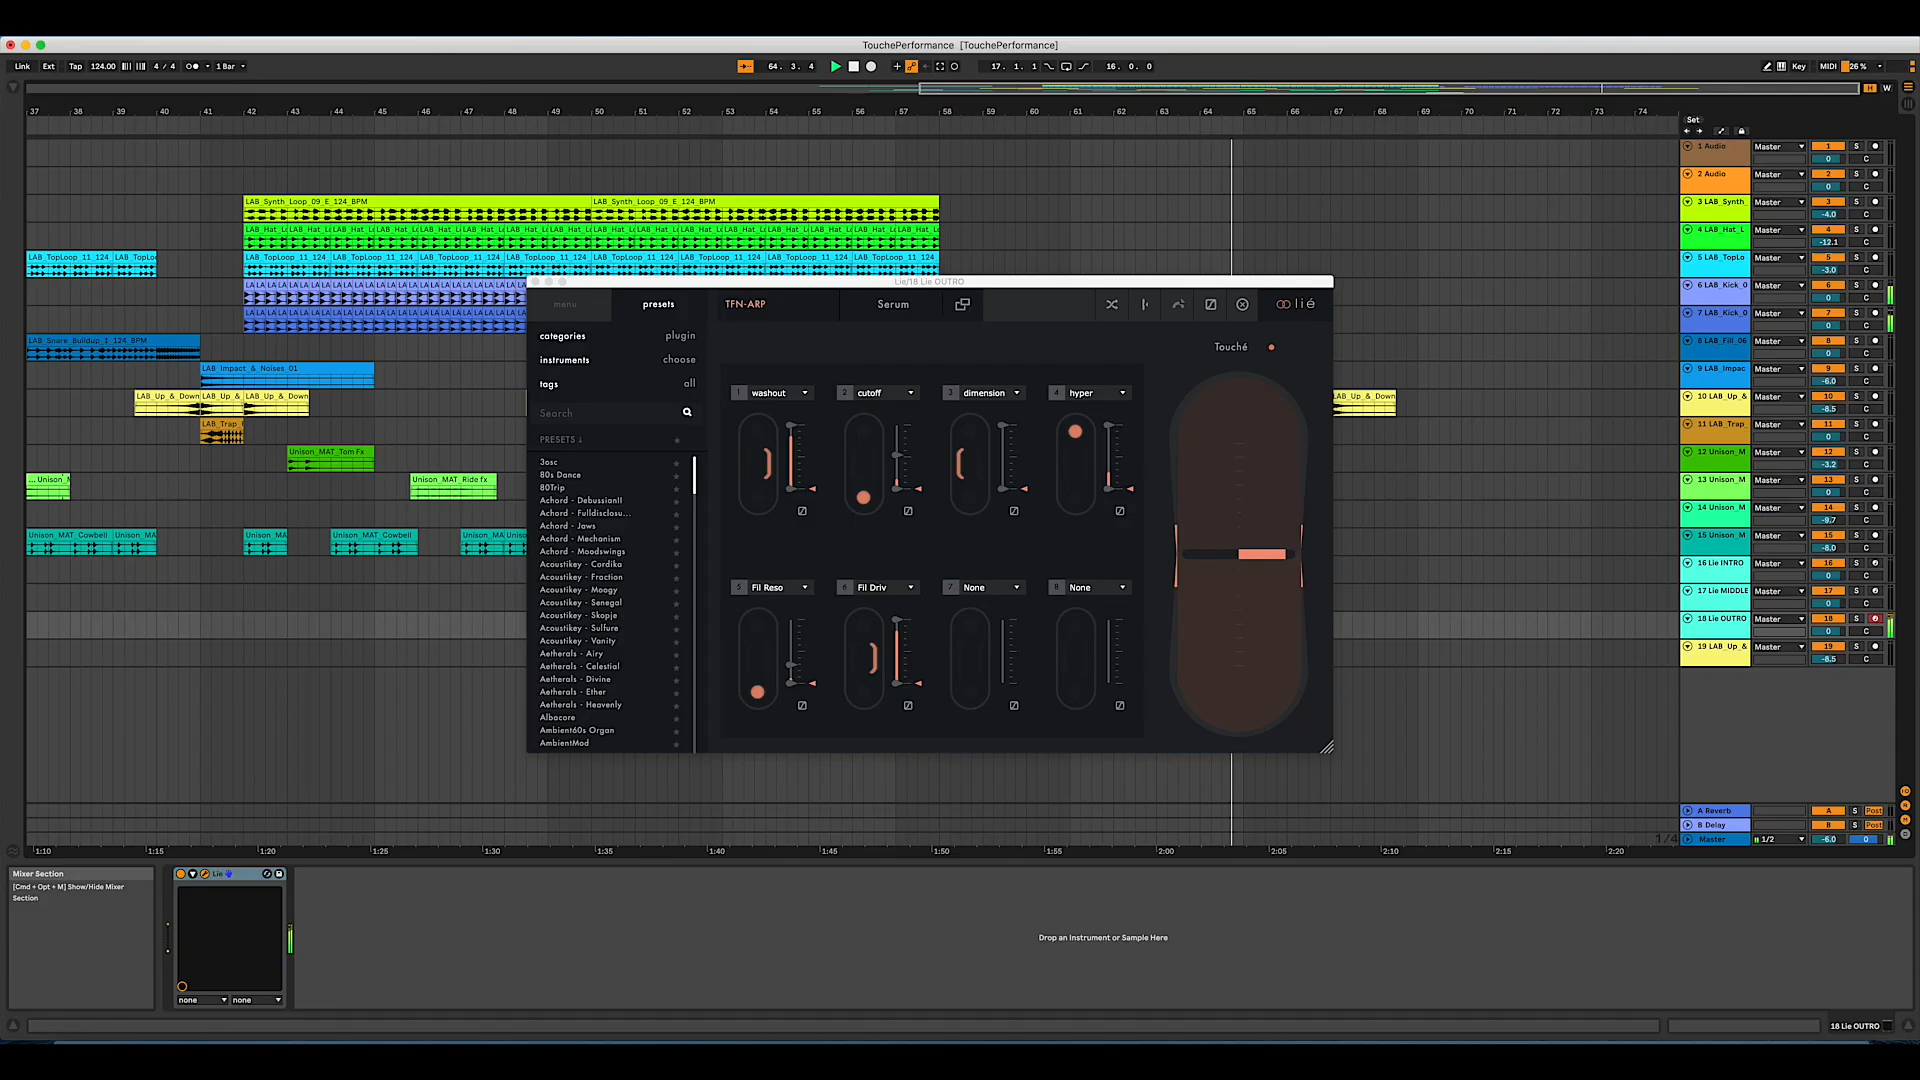 TouchePerformance [TouchePerformance]
Link Ext Tap 124.00 4 / 4 1 Bar 64. 3. 4 17. 1. 1 16. 0. 0 Key MIDI 26 %
H W
37 38 39 40 41 42 43 44 45 46 47 48 49 50 51 52 53 54 55 56 57 58 59 60 61 62 63 64 65 66 67 68 69 70 71 72 73 74
Set
1 Audio Master 1 S 0 C
2 Audio Master 2 S 0 C
LAB_Synth_Loop_09_E_124_BPM LAB_Synth_Loop_09_E_124_BPM
3 LAB_Synth_ Master 3 S -4.0 C
4 LAB_Hat_L Master 4 S -12.1 C
LAB_TopLoop_11_124 LAB_TopLo
5 LAB_TopLo Master 5 S -3.0 C
6 LAB_Kick_0 Master 6 S 0 C
7 LAB_Kick_0 Master 7 S 0 C
LAB_Snare_Buildup_1_124_BPM
8 LAB_Fill_06 Master 8 S 0 C
LAB_Impact_&_Noises_01
9 LAB_Impac Master 9 S -6.0 C
LAB_Up_&_Down LAB_Up_& LAB_Up_&_Down LAB_Up_&_Down
10 LAB_Up_& Master 10 S -8.5 C
LAB_Trap_
11 LAB_Trap_ Master 11 S 0 C
Unison_MAT_Tom Fx
12 Unison_M Master 12 S -3.2 C
... Unison_M Unison_MAT_Ride fx
13 Unison_M Master 13 S 0 C
14 Unison_M Master 14 S -9.7 C
Unison_MAT_Cowbell Unison_MA Unison_MA Unison_MAT_Cowbell Unison_MA Uniso
15 Unison_M Master 15 S -8.0 C
16 Lie INTRO Master 16 S 0 C
17 Lie MIDDLE Master 17 S 0 C
18 Lie OUTRO Master 18 S 0 C
19 LAB_Up_& Master 19 S -8.5 C
Lie/18 Lie OUTRO
menu presets TFN-ARP Serum lié
categories plugin
instruments choose
tags all
Search
PRESETS ↓
3osc
80s Dance
80Trip
Achord - DebussianII
Achord - Fulldisclosu...
Achord - Jaws
Achord - Mechanism
Achord - Moodswings
Acoustikey - Cordika
Acoustikey - Fraction
Acoustikey - Moogy
Acoustikey - Senegal
Acoustikey - Skopje
Acoustikey - Sulfure
Acoustikey - Vanity
Aetherals - Airy
Aetherals - Celestial
Aetherals - Divine
Aetherals - Ether
Aetherals - Heavenly
Albacore
Ambient60s Organ
AmbientMod
Touché
1 washout 2 cutoff 3 dimension 4 hyper
5 Fil Reso 6 Fil Driv 7 None 8 None
A Reverb A S Post
B Delay B S Post
1/4 Master 1/2 -6.0 0
1:10 1:15 1:20 1:25 1:30 1:35 1:40 1:45 1:50 1:55 2:00 2:05 2:10 2:15 2:20
Mixer Section
[Cmd + Opt + M] Show/Hide Mixer
Section
Lie
none none
Drop an Instrument or Sample Here
18 Lie OUTRO